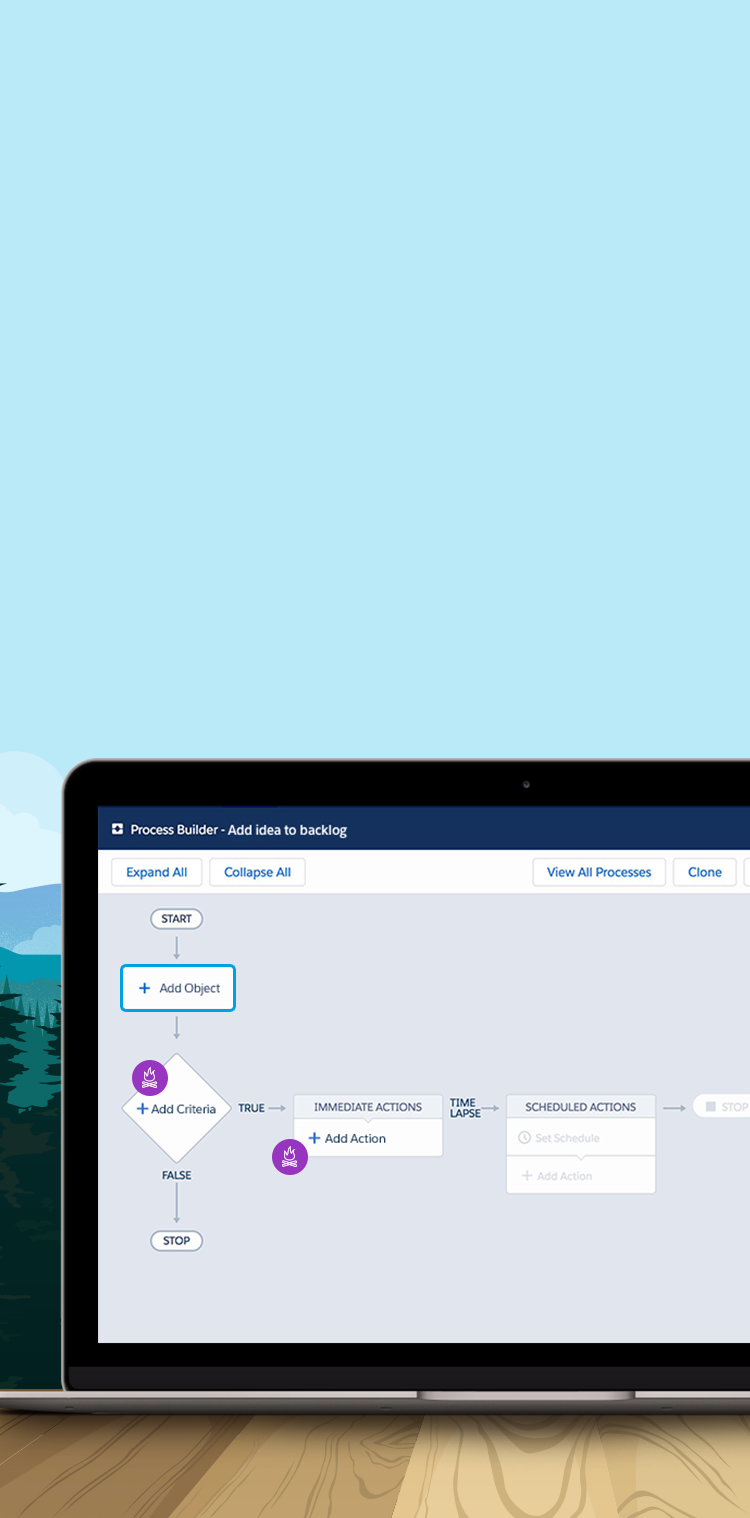 Process Builder - Add idea to backlog
Expand All
Collapse All
View All Processes
Clone
START
+ Add Object
+ Add Criteria
TRUE
IMMEDIATE ACTIONS
+ Add Action
TIME
LAPSE
SCHEDULED ACTIONS
Set Schedule
+ Add Action
STOP
FALSE
STOP